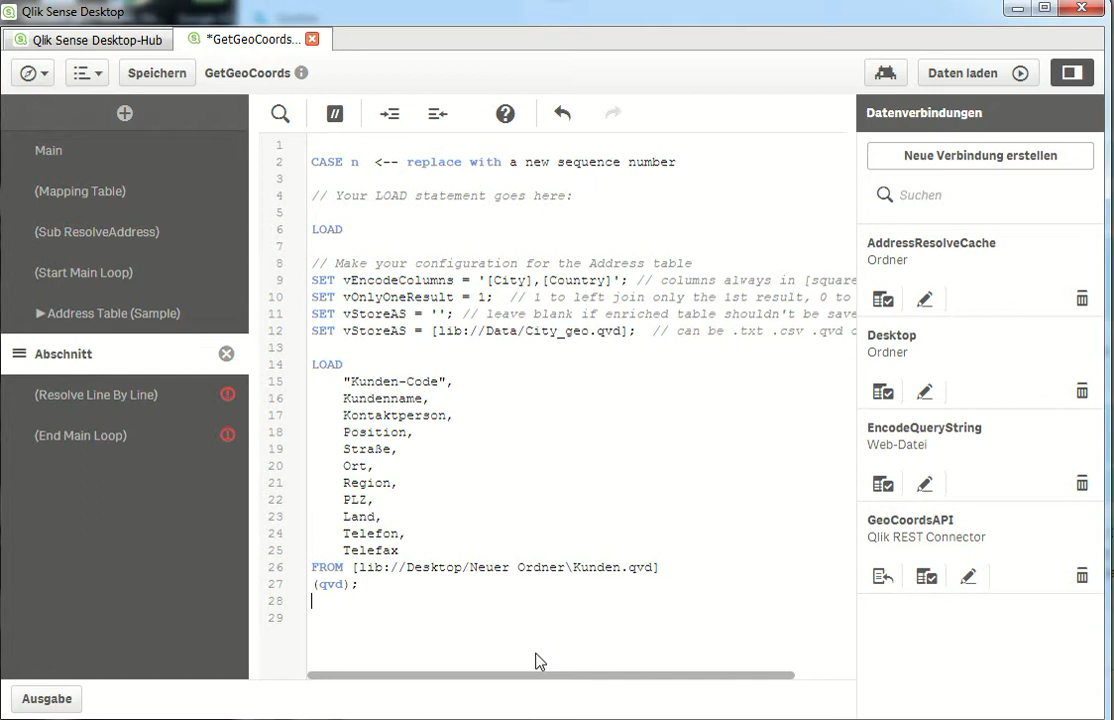 Qlik Sense Desktop
Qlik Sense Desktop-Hub
*GetGeoCoords...
Speichern
GetGeoCoords
Daten laden
Main
(Mapping Table)
(Sub ResolveAddress)
(Start Main Loop)
▶Address Table (Sample)
Abschnitt
(Resolve Line By Line)
(End Main Loop)
Ausgabe
1
2 CASE n <-- replace with a new sequence number
3
4 // Your LOAD statement goes here:
5
6 LOAD
7
8 // Make your configuration for the Address table
9 SET vEncodeColumns = '[City],[Country]'; // columns always in [square
10 SET vOnlyOneResult = 1; // 1 to left join only the 1st result, 0 to
11 SET vStoreAS = ''; // leave blank if enriched table shouldn't be save
12 SET vStoreAS = [lib://Data/City_geo.qvd]; // can be .txt .csv .qvd
13
14 LOAD
15 "Kunden-Code",
16 Kundenname,
17 Kontaktperson,
18 Position,
19 Straße,
20 Ort,
21 Region,
22 PLZ,
23 Land,
24 Telefon,
25 Telefax
26 FROM [lib://Desktop/Neuer Ordner\Kunden.qvd]
27 (qvd);
28
29
Datenverbindungen
Neue Verbindung erstellen
Suchen
AddressResolveCache
Ordner
Desktop
Ordner
EncodeQueryString
Web-Datei
GeoCoordsAPI
Qlik REST Connector